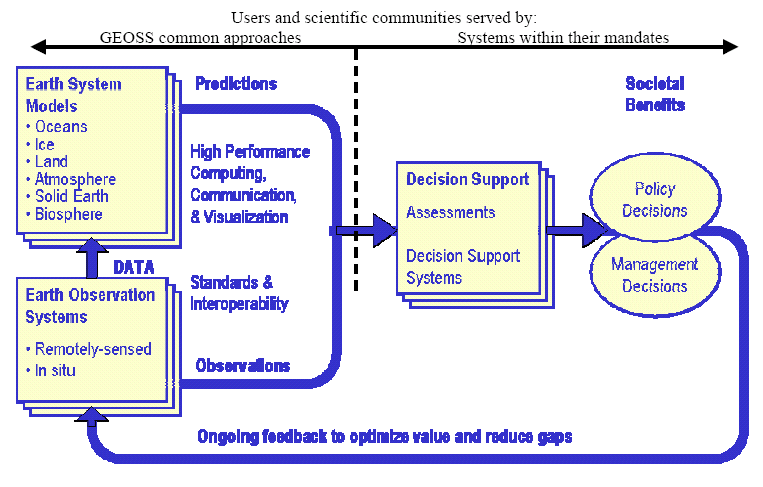 Users and scientific communities served by:
GEOSS common approaches
Systems within their mandates
Earth System
Models
• Oceans
• Ice
• Land
• Atmosphere
• Solid Earth
• Biosphere
Predictions
High Performance
Computing,
Communication,
& Visualization
DATA
Standards &
Interoperability
Earth Observation
Systems
• Remotely-sensed
• In situ
Observations
Decision Support
Assessments
Decision Support
Systems
Societal
Benefits
Policy
Decisions
Management
Decisions
Ongoing feedback to optimize value and reduce gaps